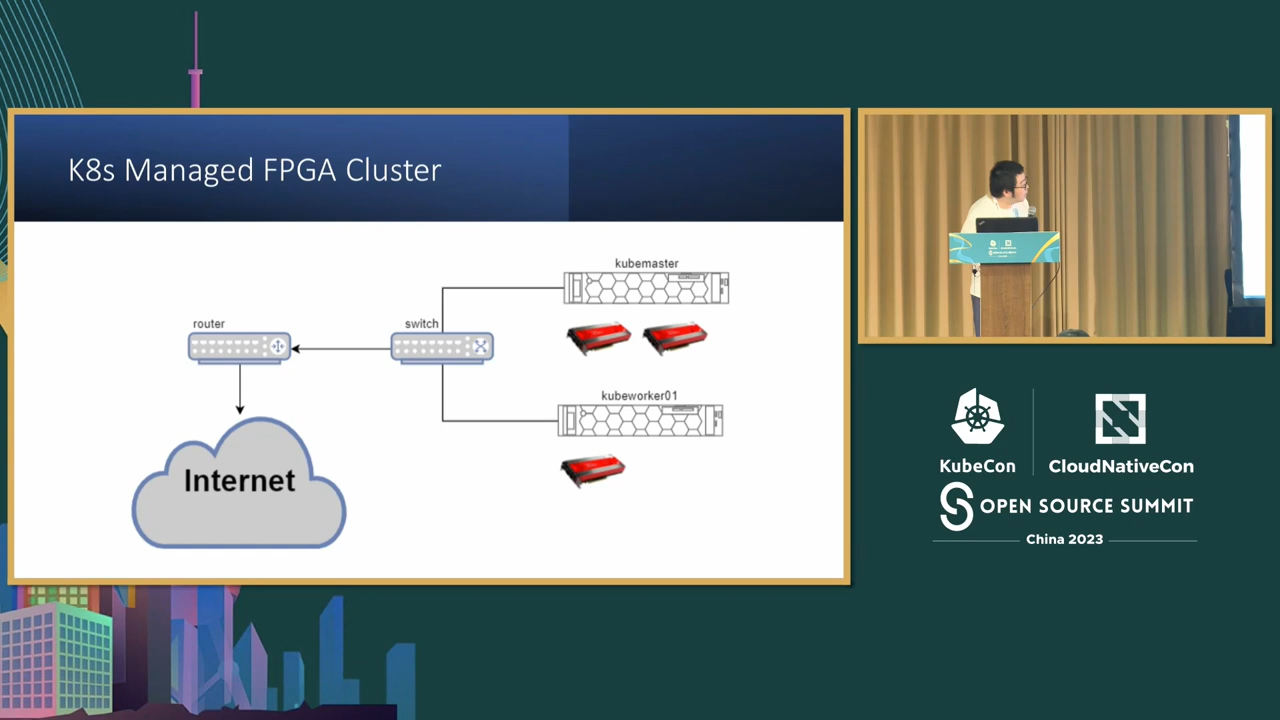 K8s Managed FPGA Cluster
kubemaster
router
switch
kubeworker01
Internet
KubeCon
CloudNativeCon
OPEN SOURCE SUMMIT
China 2023